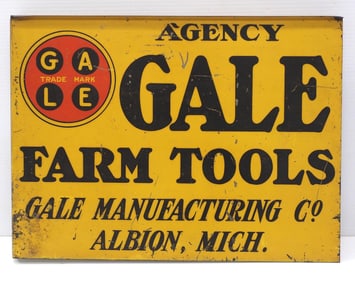 AGENCY
G A
TRADE MARK
L E
GALE
FARM TOOLS
GALE MANUFACTURING Cº
ALBION, MICH.